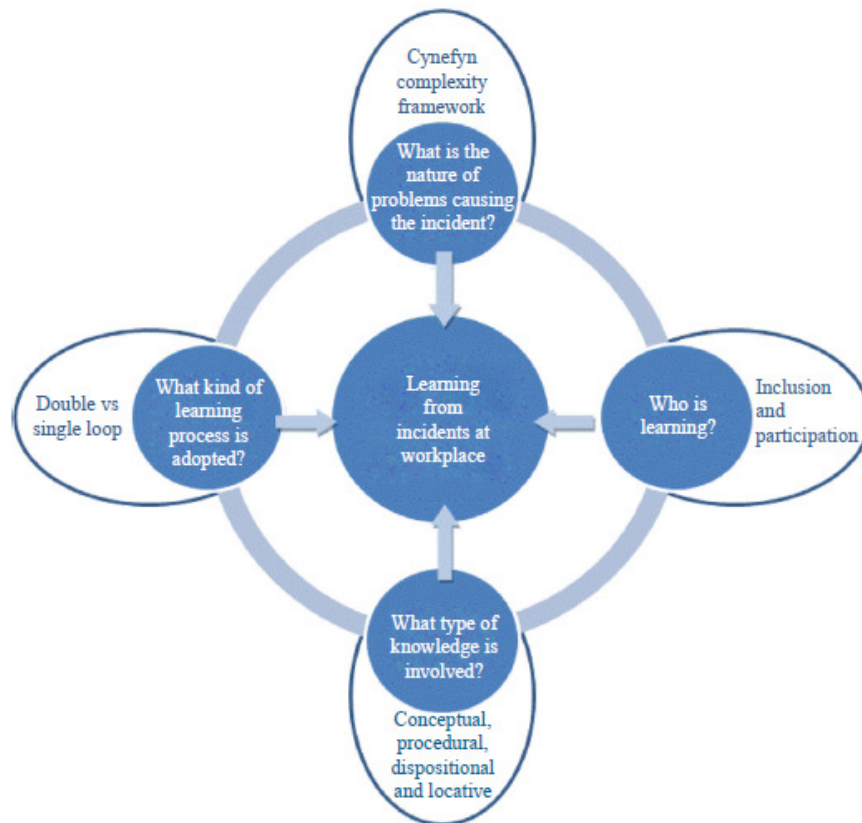 Cynefyn
complexity
framework
What is the
nature of
problems causing
the incident?
Double vs
single loop
What kind of
learning
process is
adopted?
Learning
from
incidents at
workplace
Who is
learning?
Inclusion
and
participation
What type of
knowledge is
involved?
Conceptual,
procedural,
dispositional
and locative